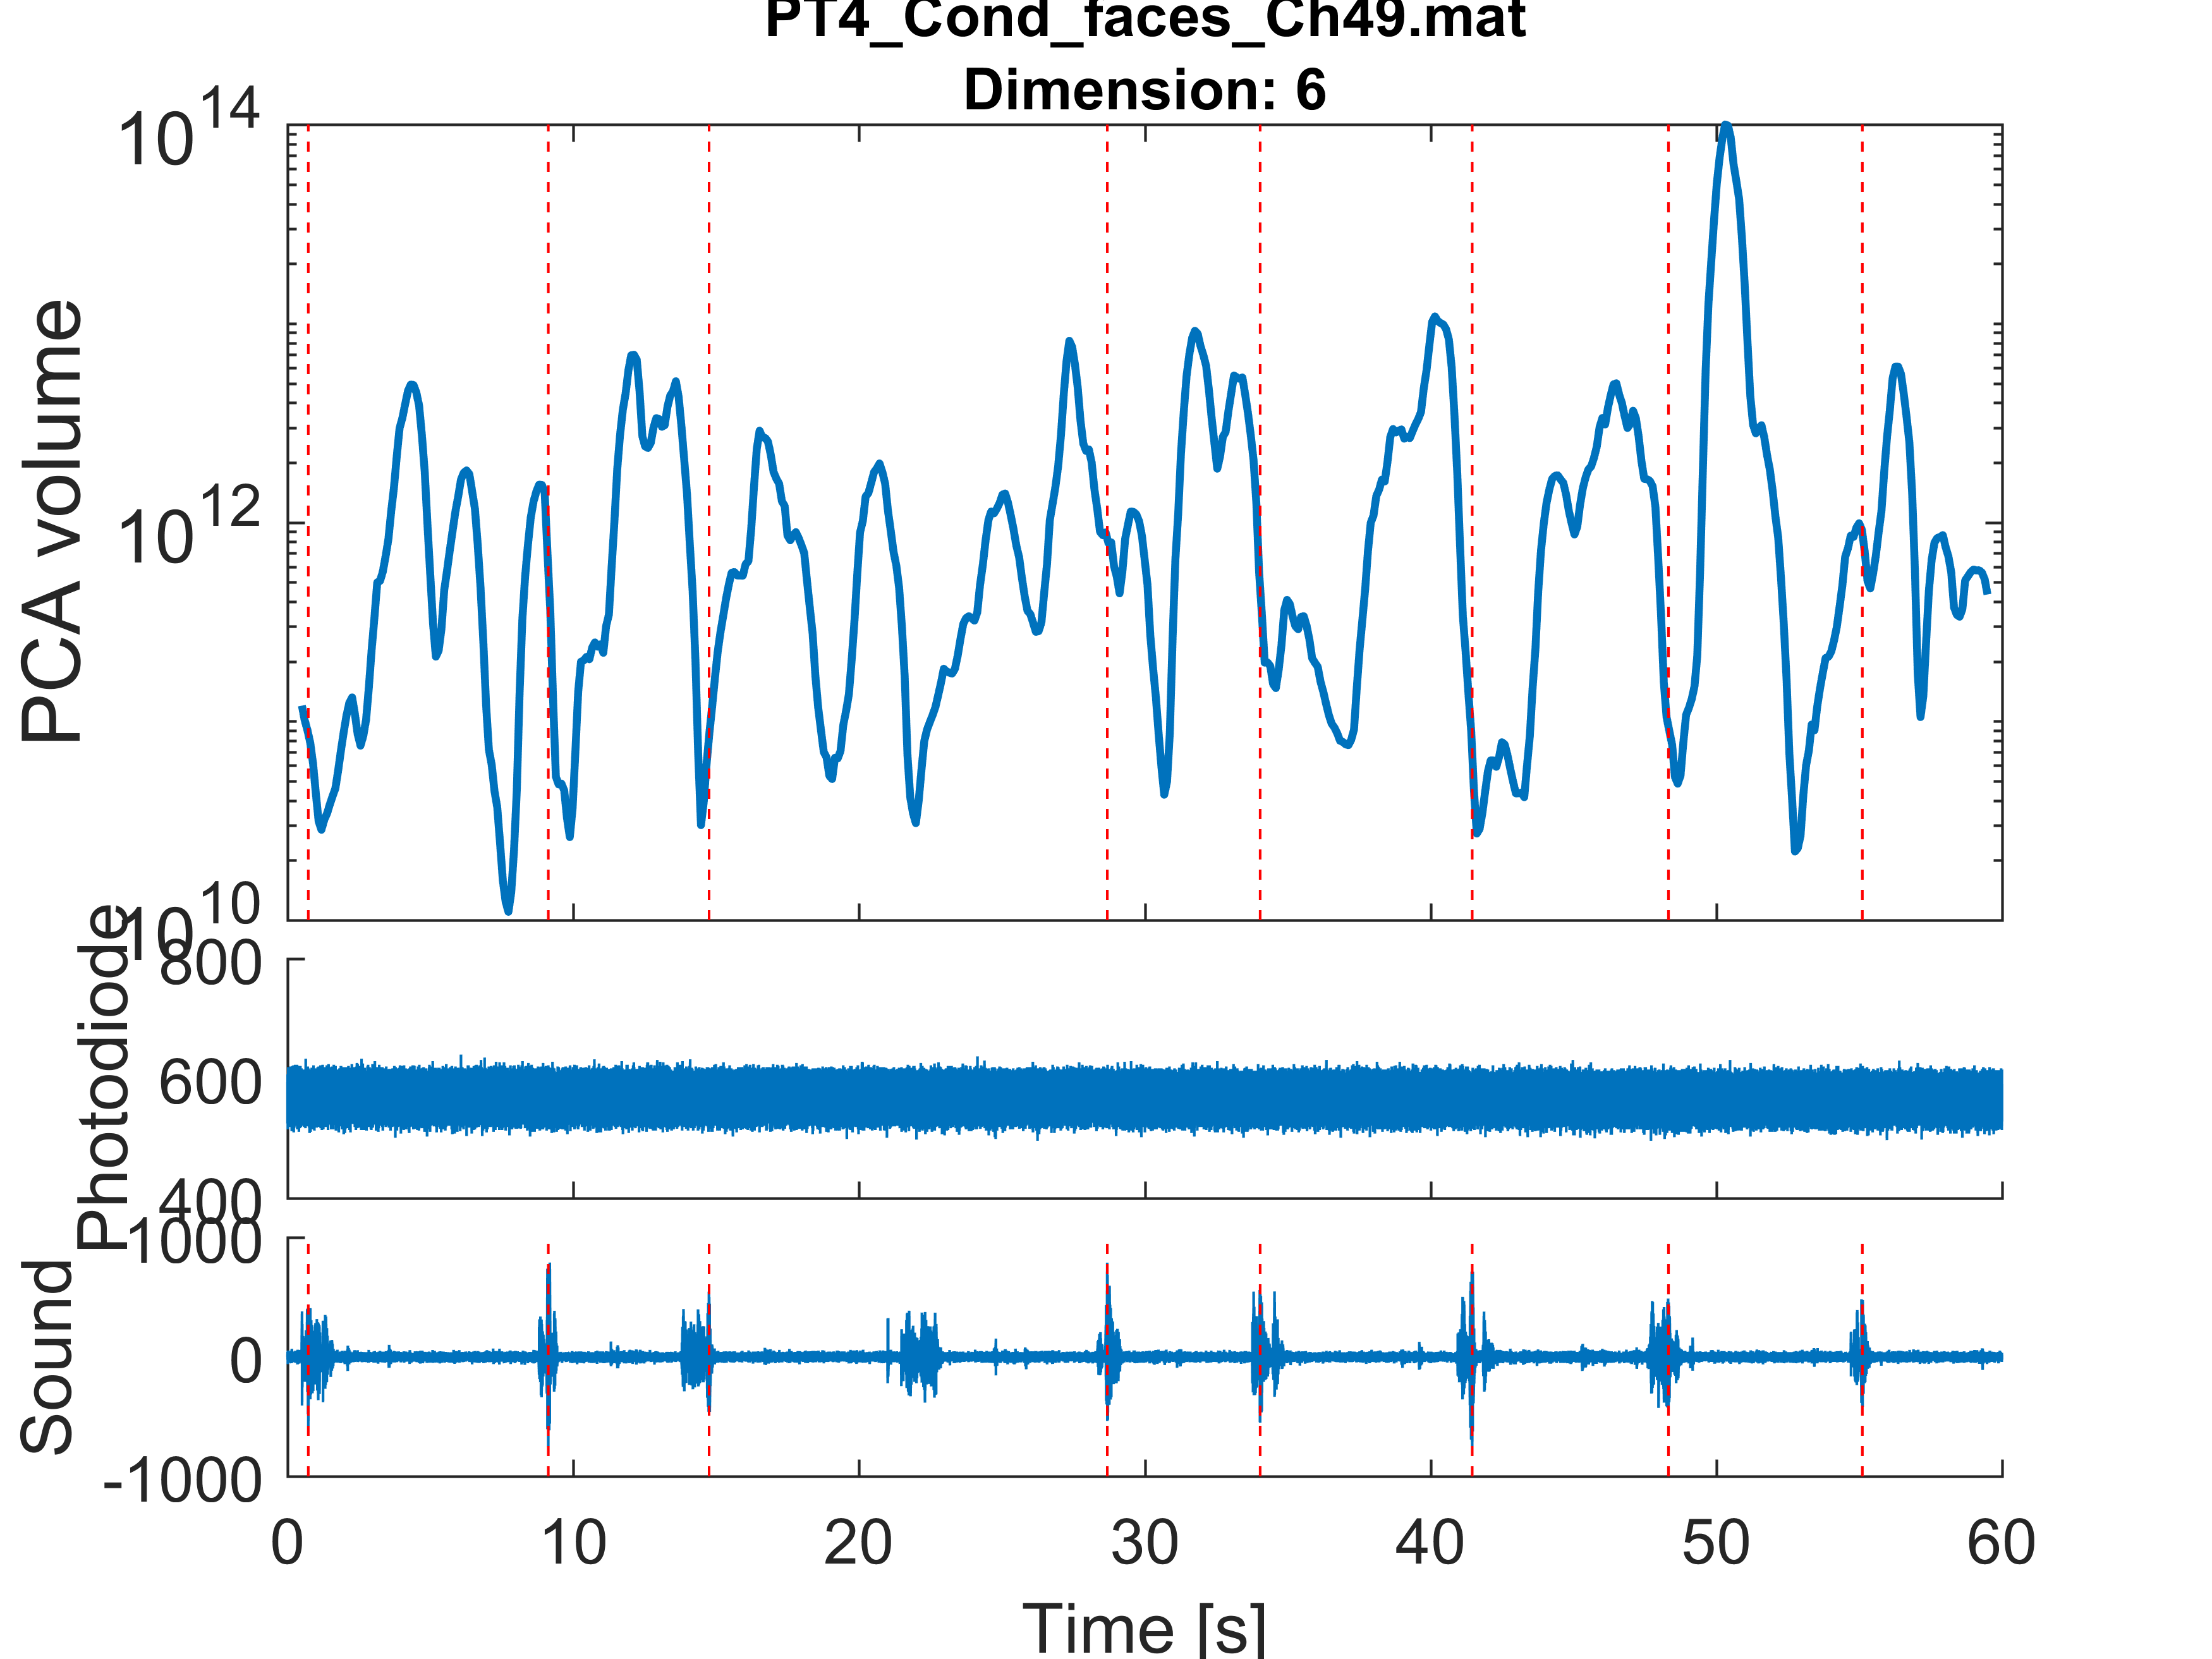 PT4_Cond_faces_Ch49.mat
Dimension: 6
10^14
10^12
10^10
PCA volume
800
600
400
Photodiode
1000
0
-1000
Sound
0 10 20 30 40 50 60
Time [s]